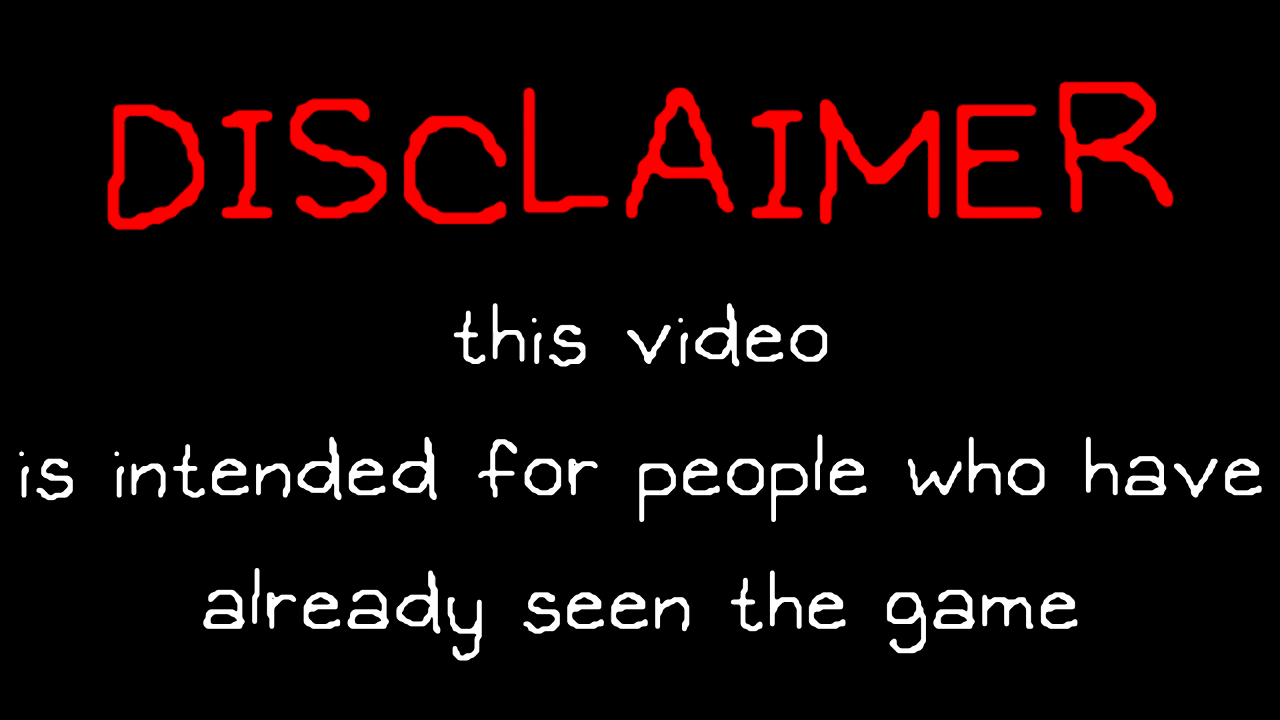 DISCLAIMER
this video
is intended for people who have
already seen the game